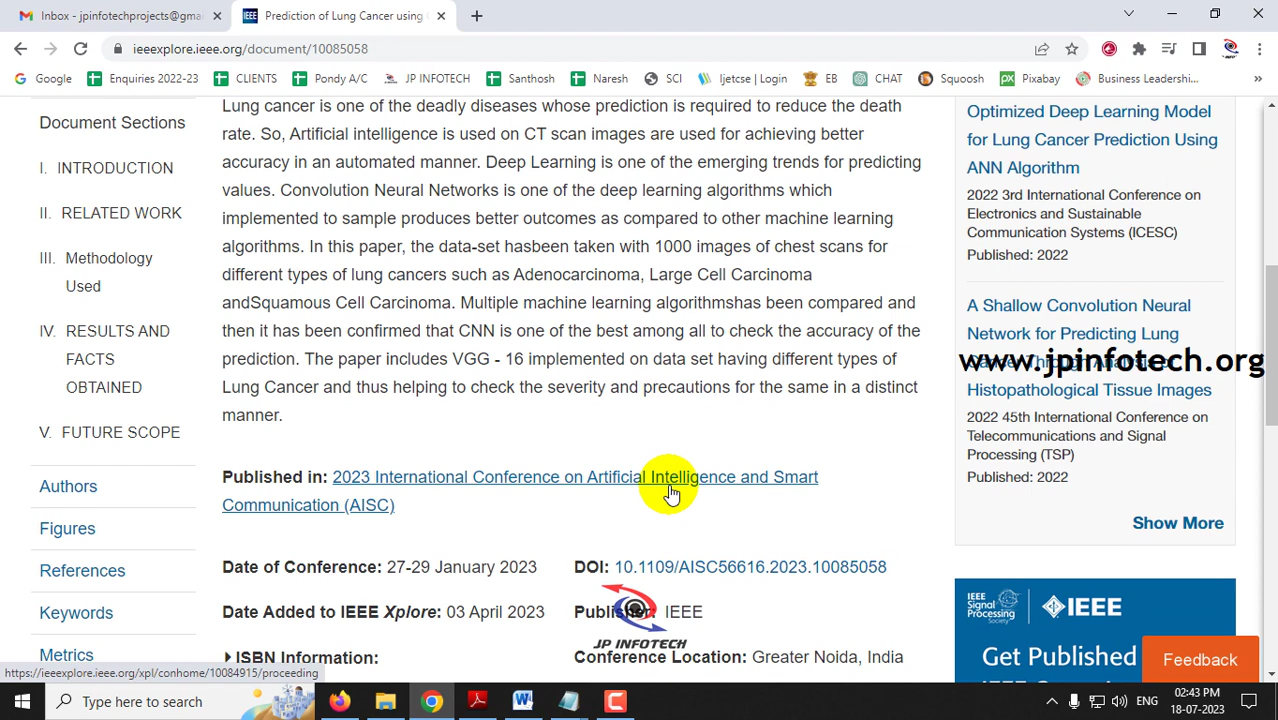 Inbox - jpinfotechprojects@gma
Prediction of Lung Cancer using
ieeexplore.ieee.org/document/10085058
Google
Enquiries 2022-23
CLIENTS
Pondy A/C
JP INFOTECH
Santhosh
Naresh
SCI
Ijetcse | Login
EB
CHAT
Squoosh
Pixabay
Business Leadershi...
Document Sections
I. INTRODUCTION
II. RELATED WORK
III. Methodology
Used
IV. RESULTS AND
FACTS
OBTAINED
V. FUTURE SCOPE
Authors
Figures
References
Keywords
Metrics
Lung cancer is one of the deadly diseases whose prediction is required to reduce the death
rate. So, Artificial intelligence is used on CT scan images are used for achieving better
accuracy in an automated manner. Deep Learning is one of the emerging trends for predicting
values. Convolution Neural Networks is one of the deep learning algorithms which
implemented to sample produces better outcomes as compared to other machine learning
algorithms. In this paper, the data-set hasbeen taken with 1000 images of chest scans for
different types of lung cancers such as Adenocarcinoma, Large Cell Carcinoma
andSquamous Cell Carcinoma. Multiple machine learning algorithmshas been compared and
then it has been confirmed that CNN is one of the best among all to check the accuracy of the
prediction. The paper includes VGG - 16 implemented on data set having different types of
Lung Cancer and thus helping to check the severity and precautions for the same in a distinct
manner.
Published in: 2023 International Conference on Artificial Intelligence and Smart
Communication (AISC)
Date of Conference: 27-29 January 2023
DOI: 10.1109/AISC56616.2023.10085058
Date Added to IEEE Xplore: 03 April 2023
Publisher: IEEE
JP INFOTECH
ISBN Information:
Conference Location: Greater Noida, India
Optimized Deep Learning Model
for Lung Cancer Prediction Using
ANN Algorithm
2022 3rd International Conference on
Electronics and Sustainable
Communication Systems (ICESC)
Published: 2022
A Shallow Convolution Neural
Network for Predicting Lung
Cancer Through Analysis of
www.jpinfotech.org
Histopathological Tissue Images
2022 45th International Conference on
Telecommunications and Signal
Processing (TSP)
Published: 2022
Show More
IEEE
Signal
Processing
Society
IEEE
Get Published
Feedback
https://ieeexplore.ieee.org/xpl/conhome/10084915/proceeding
Type here to search
ENG
02:43 PM
18-07-2023